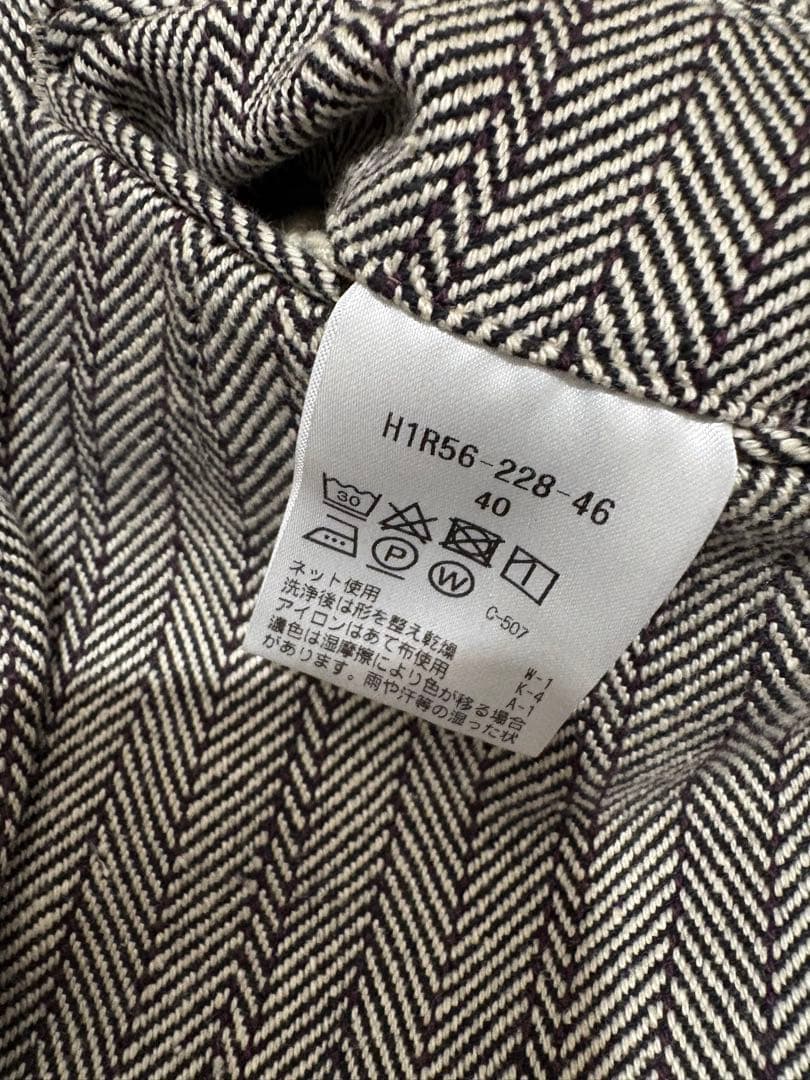 H1R56-228-46
40
30
P W
C-507
ネット使用
洗浄後は形を整え乾燥
アイロンはあて布使用
濃色は湿摩擦により色が移る場合
があります。雨や汗等の湿った状
W-1
K-4
A-1